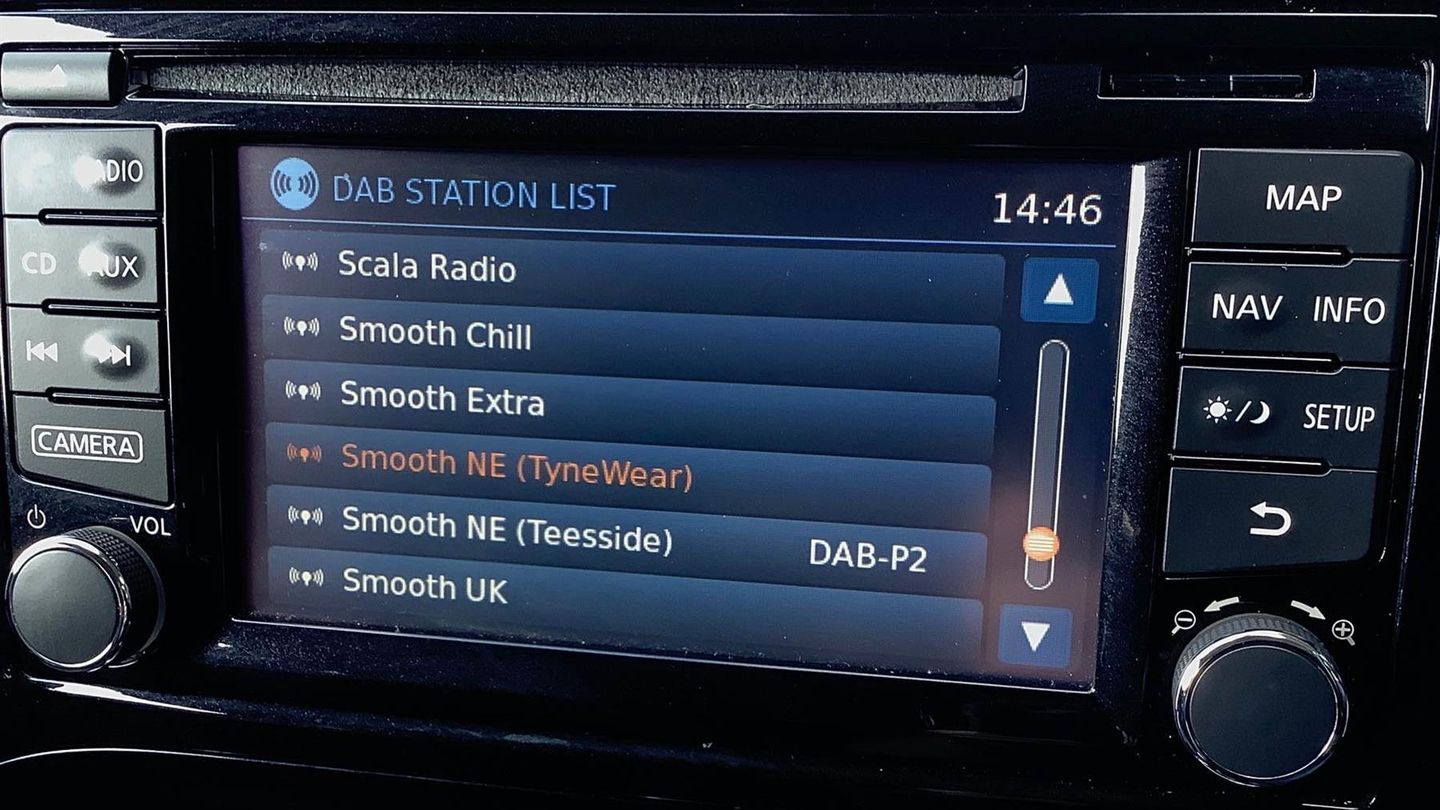 DAB STATION LIST
14:46
Scala Radio
Smooth Chill
Smooth Extra
Smooth NE (TyneWear)
Smooth NE (Teesside) DAB-P2
Smooth UK
RADIO
CD AUX
CAMERA
VOL
MAP
NAV INFO
SETUP